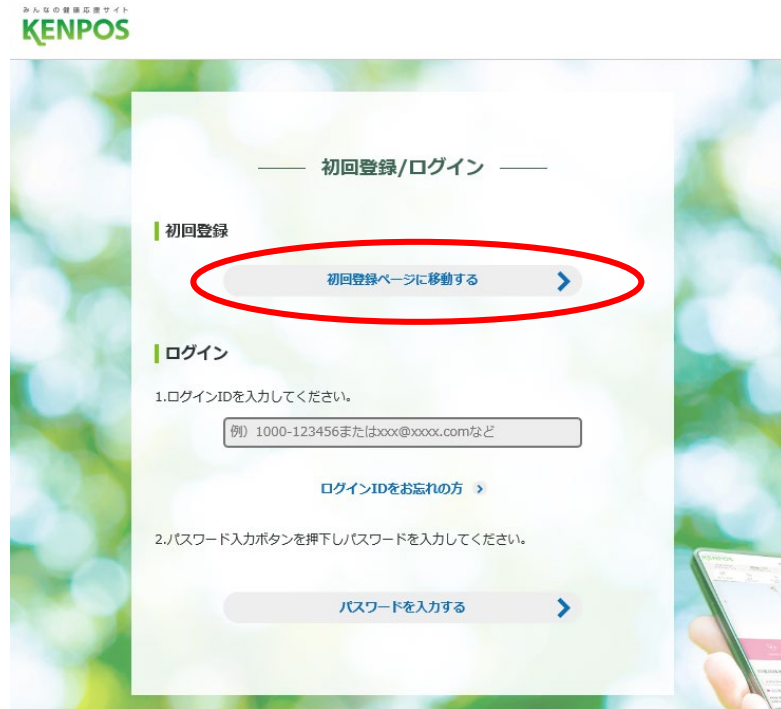 みんなの健康応援サイト
KENPOS
初回登録/ログイン
初回登録
初回登録ページに移動する
ログイン
1.ログインIDを入力してください。
例）1000-123456またはxxx@xxxx.comなど
ログインIDをお忘れの方
2.パスワード入力ボタンを押下しパスワードを入力してください。
パスワードを入力する